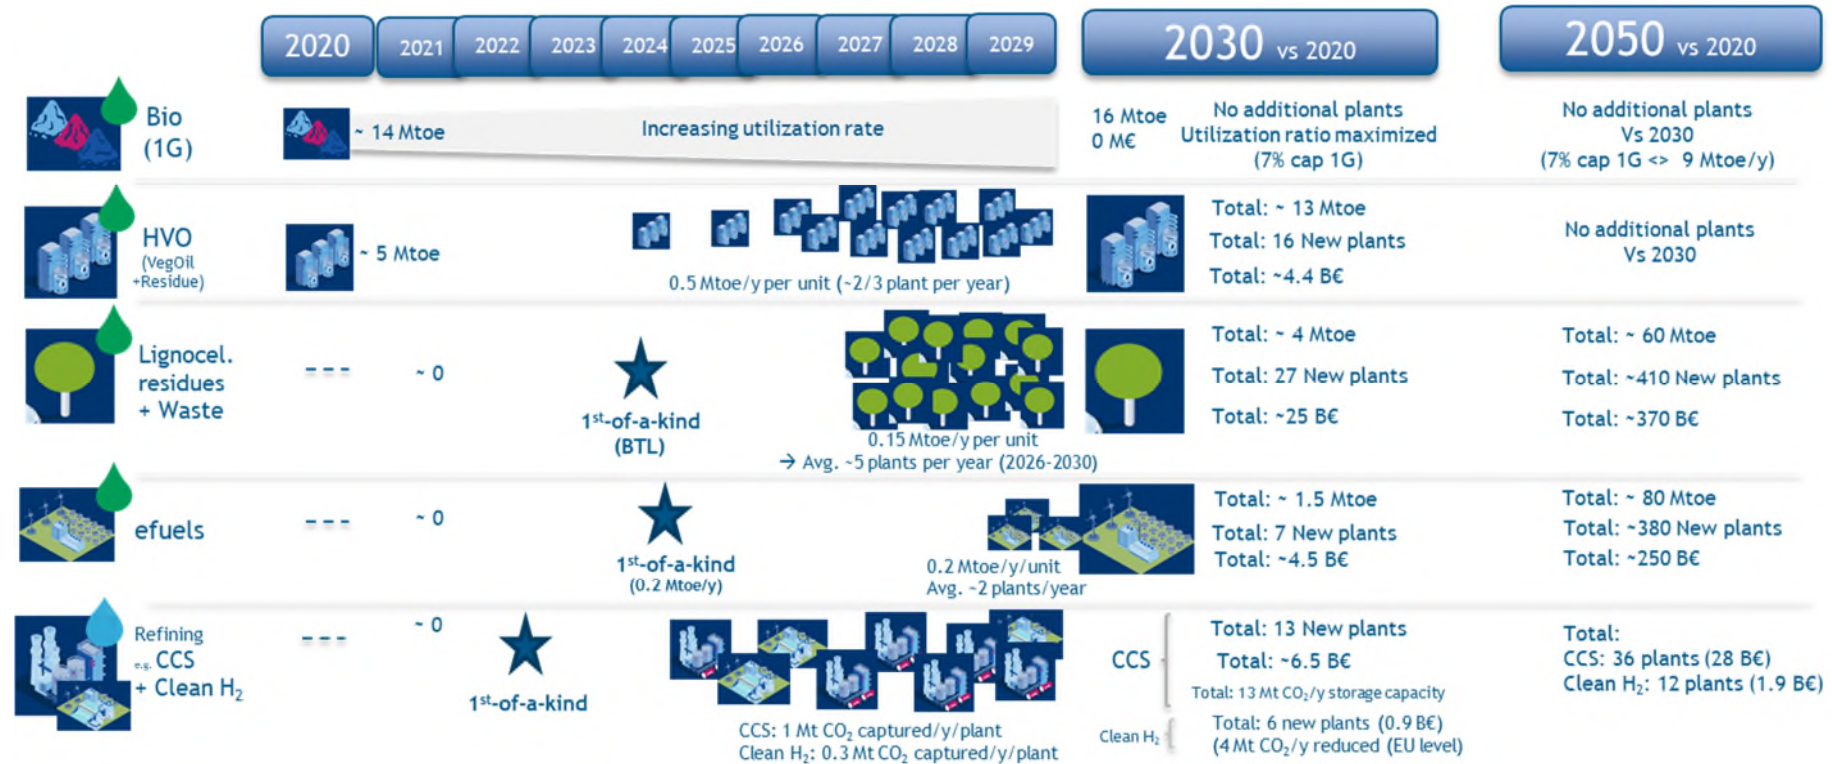 2020
2021
2022
2023
2024
2025
2026
2027
2028
2029
2030 vs 2020
2050 vs 2020
Bio
(1G)
~ 14 Mtoe
Increasing utilization rate
16 Mtoe
0 M€
No additional plants
Utilization ratio maximized
(7% cap 1G)
No additional plants
Vs 2030
(7% cap 1G <> 9 Mtoe/y)
HVO
(VegOil
+Residue)
~ 5 Mtoe
0.5 Mtoe/y per unit (~2/3 plant per year)
Total: ~ 13 Mtoe
Total: 16 New plants
Total: ~4.4 B€
No additional plants
Vs 2030
Lignocel.
residues
+ Waste
---
~ 0
1st-of-a-kind
(BTL)
0.15 Mtoe/y per unit
→ Avg. ~5 plants per year (2026-2030)
Total: ~ 4 Mtoe
Total: 27 New plants
Total: ~25 B€
Total: ~ 60 Mtoe
Total: ~410 New plants
Total: ~370 B€
efuels
---
~ 0
1st-of-a-kind
(0.2 Mtoe/y)
0.2 Mtoe/y/unit
Avg. ~2 plants/year
Total: ~ 1.5 Mtoe
Total: 7 New plants
Total: ~4.5 B€
Total: ~ 80 Mtoe
Total: ~380 New plants
Total: ~250 B€
Refining
e.g. CCS
+ Clean H₂
---
~ 0
1st-of-a-kind
CCS: 1 Mt CO₂ captured/y/plant
Clean H₂: 0.3 Mt CO₂ captured/y/plant
CCS
Total: 13 New plants
Total: ~6.5 B€
Total: 13 Mt CO₂/y storage capacity
Clean H₂
Total: 6 new plants (0.9 B€)
(4 Mt CO₂/y reduced (EU level)
Total:
CCS: 36 plants (28 B€)
Clean H₂: 12 plants (1.9 B€)